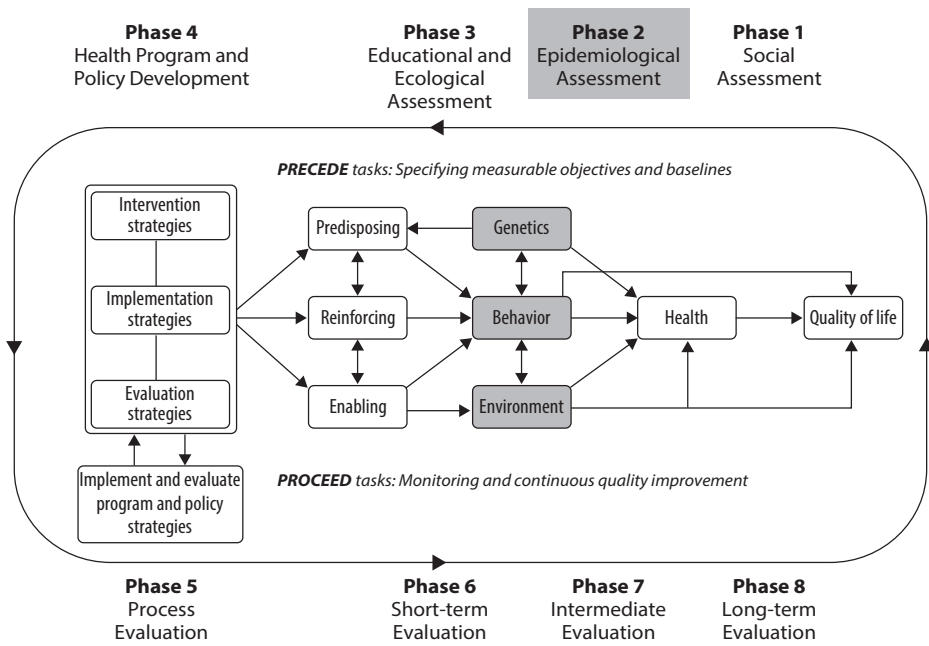 Phase 4
Health Program and
Policy Development
Phase 3
Educational and
Ecological
Assessment
Phase 2
Epidemiological
Assessment
Phase 1
Social
Assessment
PRECEDE tasks: Specifying measurable objectives and baselines
Intervention
strategies
Implementation
strategies
Evaluation
strategies
Implement and evaluate
program and policy
strategies
Predisposing
Reinforcing
Enabling
Genetics
Behavior
Environment
Health
Quality of life
PROCEED tasks: Monitoring and continuous quality improvement
Phase 5
Process
Evaluation
Phase 6
Short-term
Evaluation
Phase 7
Intermediate
Evaluation
Phase 8
Long-term
Evaluation